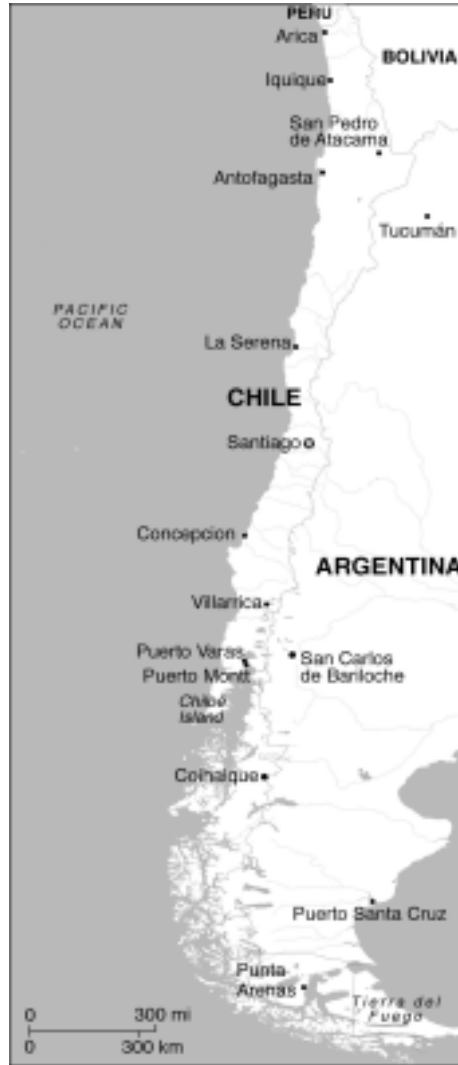 PERU
Arica
BOLIVIA
Iquique
San Pedro
de Atacama
Antofagasta
Tucumán
PACIFIC
OCEAN
La Serena
CHILE
Santiago
Concepcion
ARGENTINA
Villarrica
Puerto Varas
Puerto Montt
San Carlos
de Bariloche
Chiloé
Island
Coihaique
Puerto Santa Cruz
Punta
Arenas
Tierra del
Fuego
0 300 mi
0 300 km